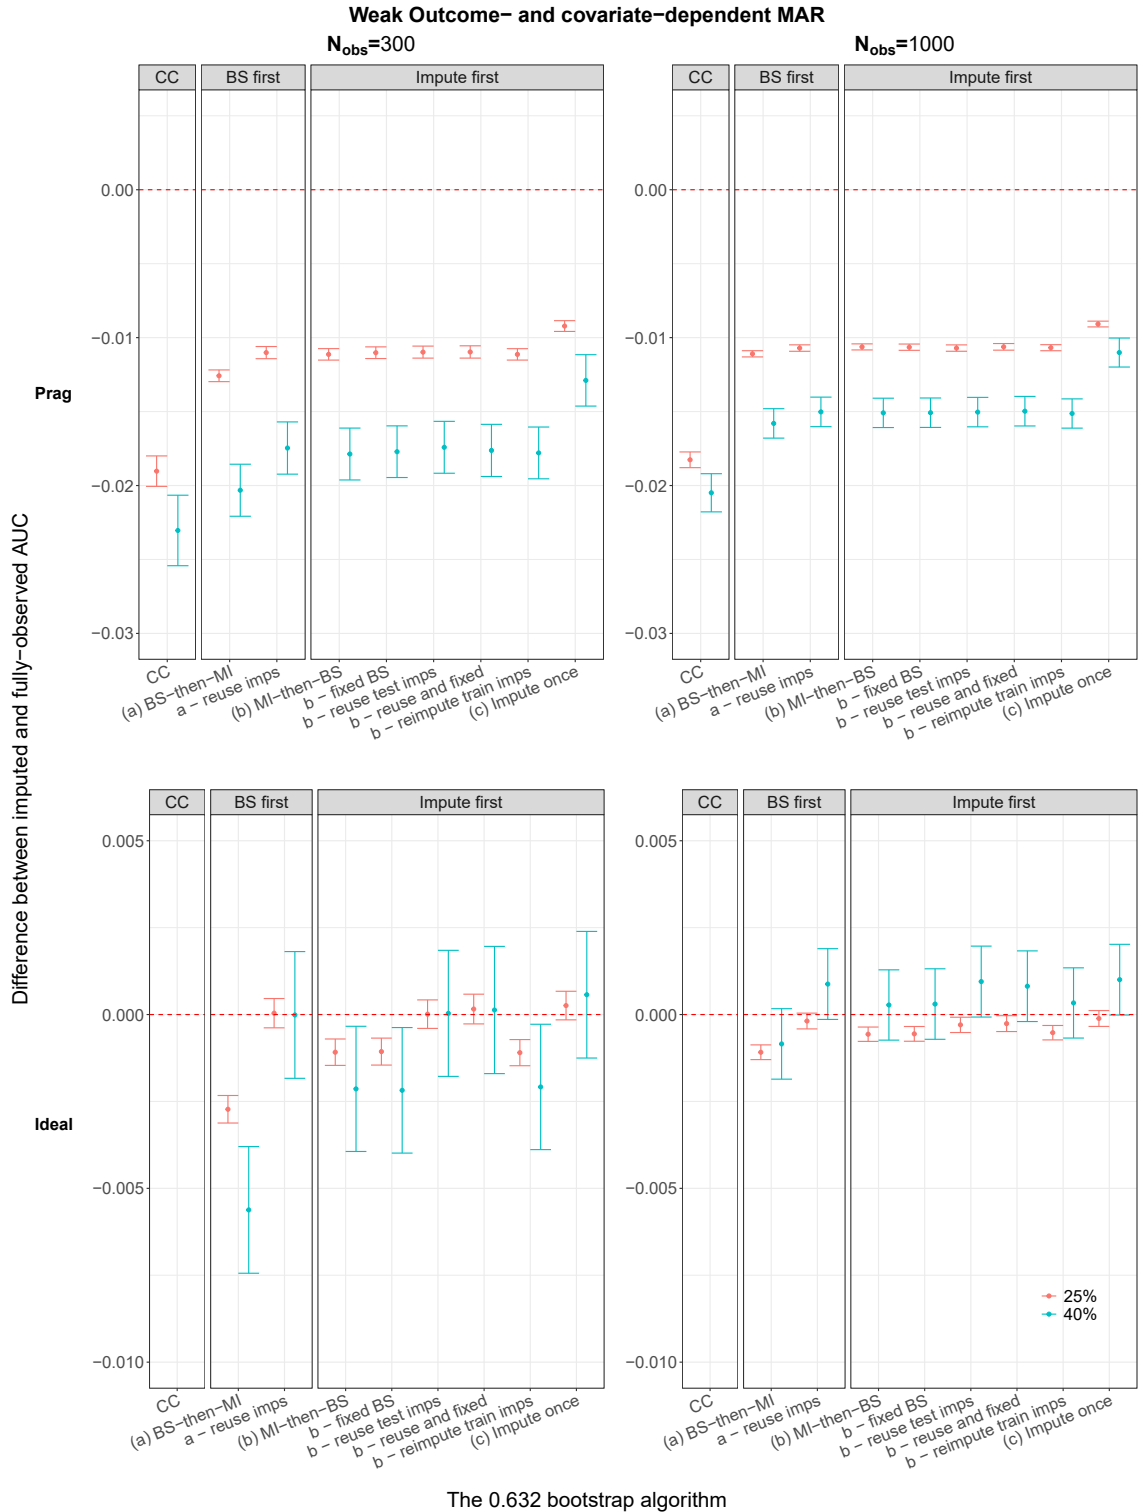 Weak Outcome− and covariate−dependent MAR
Nobs=300
Nobs=1000
CC
BS first
Impute first
CC
BS first
Impute first
0.00
−0.01
−0.02
−0.03
0.00
−0.01
−0.02
−0.03
Prag
CC
(a) BS−then−MI
a − reuse imps
(b) MI−then−BS
b − fixed BS
b − reuse test imps
b − reuse and fixed
b − reimpute train imps
(c) Impute once
CC
(a) BS−then−MI
a − reuse imps
(b) MI−then−BS
b − fixed BS
b − reuse test imps
b − reuse and fixed
b − reimpute train imps
(c) Impute once
Difference between imputed and fully−observed AUC
CC
BS first
Impute first
CC
BS first
Impute first
0.005
0.000
−0.005
−0.010
0.005
0.000
−0.005
−0.010
Ideal
25%
40%
CC
(a) BS−then−MI
a − reuse imps
(b) MI−then−BS
b − fixed BS
b − reuse test imps
b − reuse and fixed
b − reimpute train imps
(c) Impute once
CC
(a) BS−then−MI
a − reuse imps
(b) MI−then−BS
b − fixed BS
b − reuse test imps
b − reuse and fixed
b − reimpute train imps
(c) Impute once
The 0.632 bootstrap algorithm